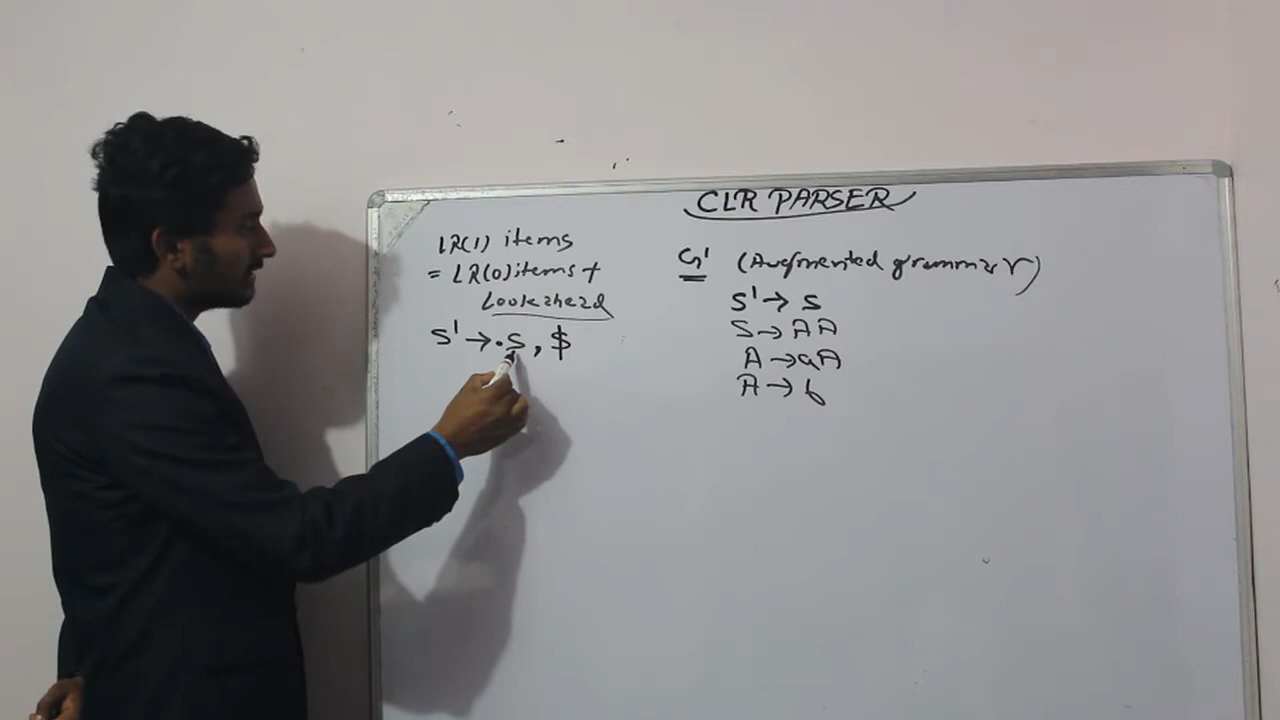 CLR PARSER
LR(1) items
= LR(0) items +
Lookahead
S' → .S, $
G' (Augmented grammar)
S' → S
S → AA
A → aA
A → b